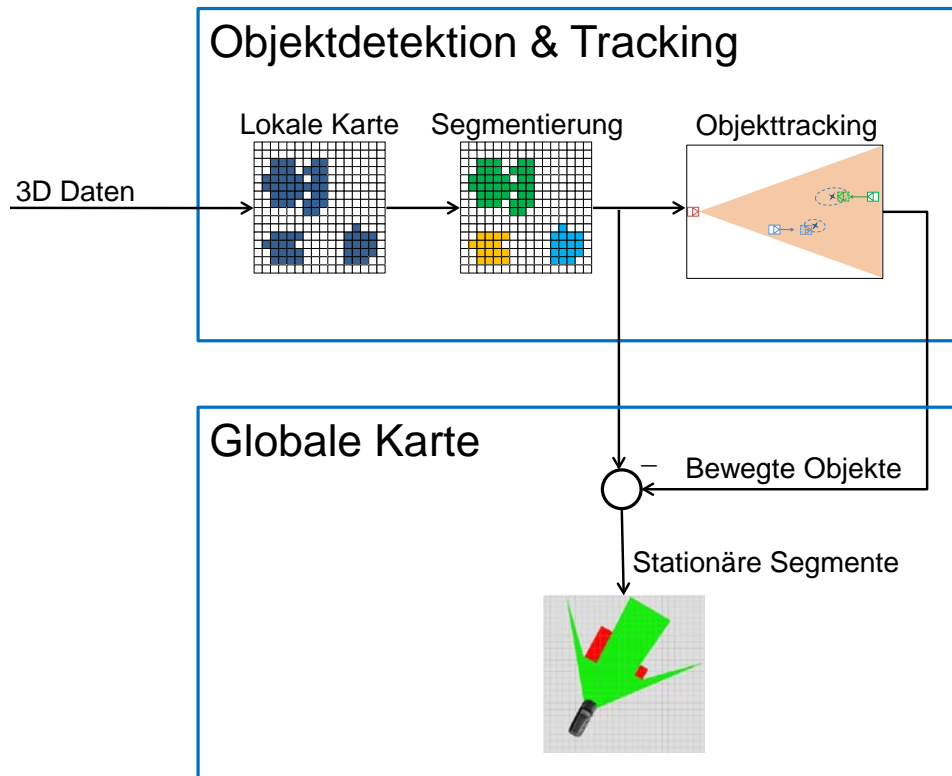 Objektdetektion & Tracking
Lokale Karte
Segmentierung
Objekttracking
3D Daten
Globale Karte
–
Bewegte Objekte
Stationäre Segmente